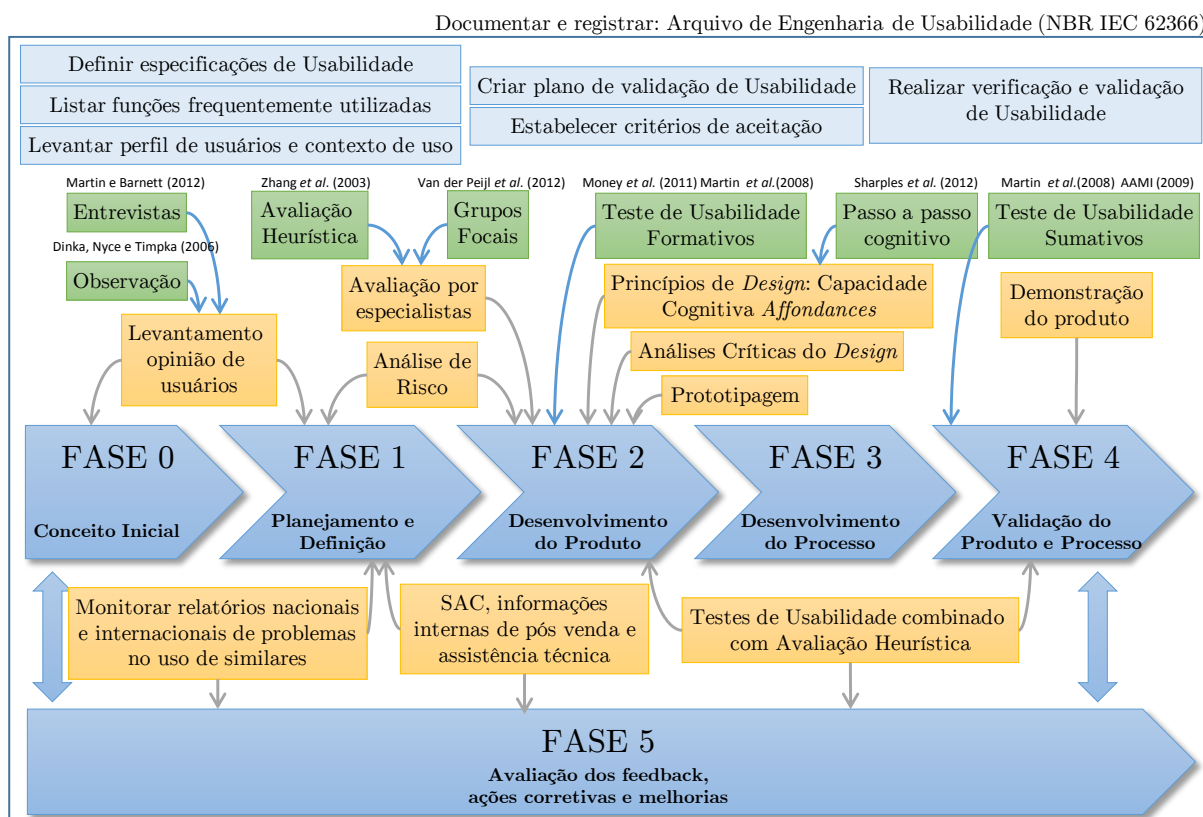 Documentar e registrar: Arquivo de Engenharia de Usabilidade (NBR IEC 62366)
Definir especificações de Usabilidade
Listar funções frequentemente utilizadas
Levantar perfil de usuários e contexto de uso
Criar plano de validação de Usabilidade
Estabelecer critérios de aceitação
Realizar verificação e validação
de Usabilidade
Martin e Barnett (2012)
Entrevistas
Dinka, Nyce e Timpka (2006)
Observação
Levantamento
opinião de
usuários
Zhang et al. (2003)
Avaliação
Heurística
Van der Peijl et al. (2012)
Grupos
Focais
Avaliação por
especialistas
Análise de
Risco
Money et al. (2011) Martin et al.(2008)
Teste de Usabilidade
Formativos
Sharples et al. (2012)
Passo a passo
cognitivo
Princípios de Design: Capacidade
Cognitiva Affondances
Análises Críticas do Design
Prototipagem
Martin et al.(2008) AAMI (2009)
Teste de Usabilidade
Sumativos
Demonstração
do produto
FASE 0
Conceito Inicial
FASE 1
Planejamento e
Definição
FASE 2
Desenvolvimento
do Produto
FASE 3
Desenvolvimento
do Processo
FASE 4
Validação do
Produto e Processo
Monitorar relatórios nacionais
e internacionais de problemas
no uso de similares
SAC, informações
internas de pós venda e
assistência técnica
Testes de Usabilidade combinado
com Avaliação Heurística
FASE 5
Avaliação dos feedback,
ações corretivas e melhorias